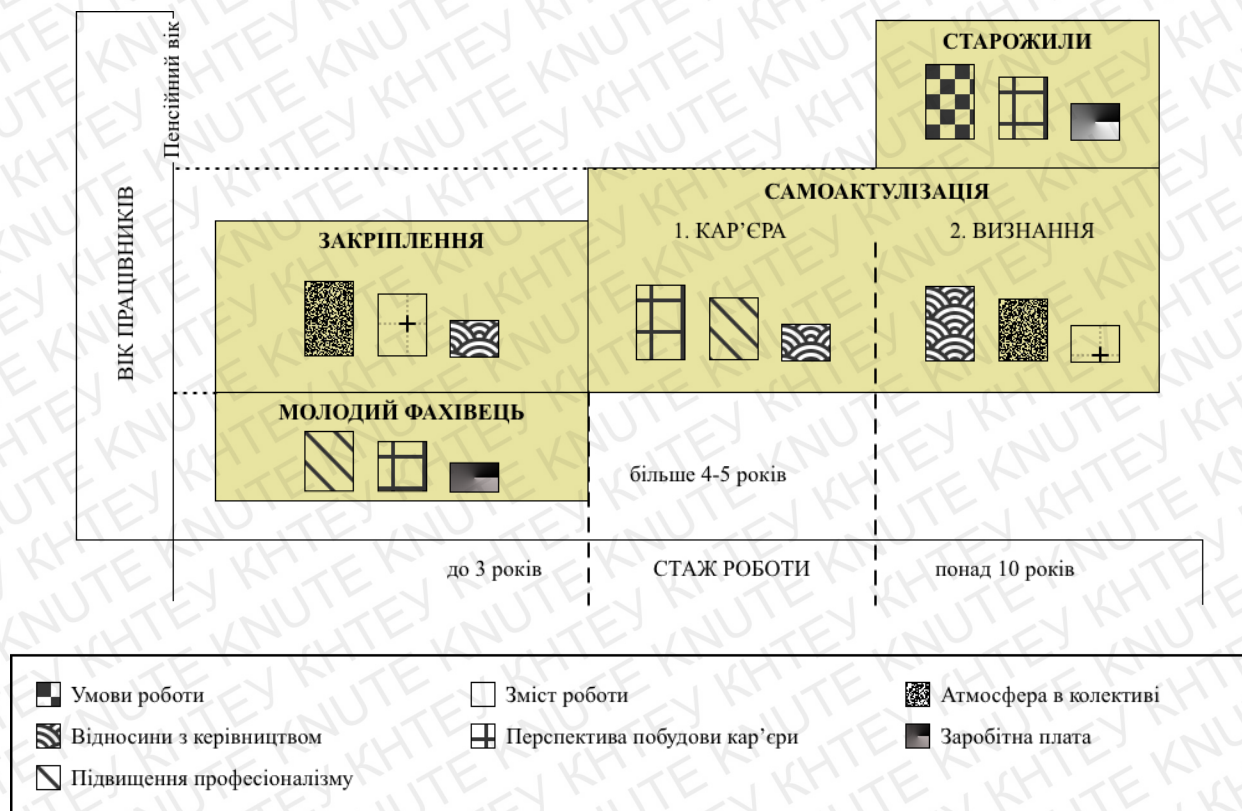 СТАРОЖИЛИ
Пенсійний вік
ВІК ПРАЦІВНИКІВ
САМОАКТУЛІЗАЦІЯ
1. КАР’ЄРА
2. ВИЗНАННЯ
ЗАКРІПЛЕННЯ
МОЛОДИЙ ФАХІВЕЦЬ
більше 4-5 років
до 3 років
СТАЖ РОБОТИ
понад 10 років
Умови роботи
Зміст роботи
Атмосфера в колективі
Відносини з керівництвом
Перспектива побудови кар’єри
Заробітна плата
Підвищення професіоналізму
КНТЕУ KNUTE